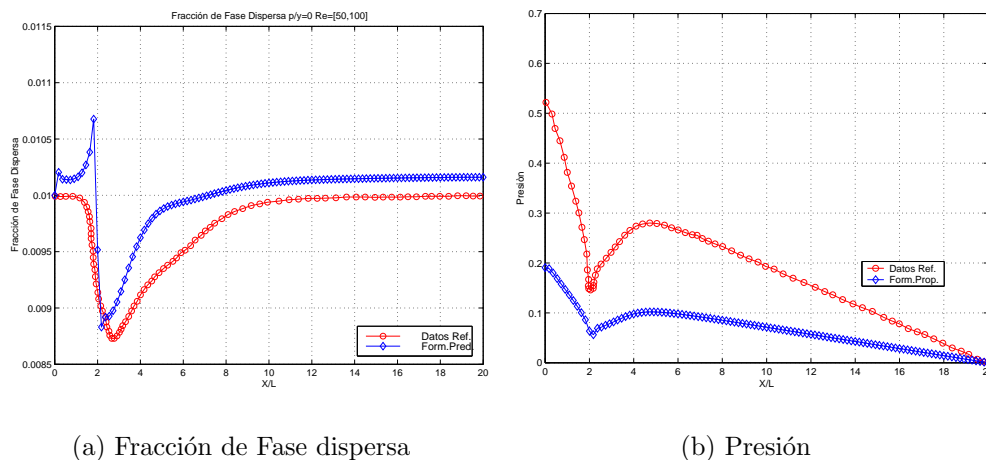 Fracción de Fase Dispersa p/y=0 Re=[50,100]
0.0115
0.011
0.0105
0.01
0.0095
0.009
0.0085
Fracción de Fase Dispersa
0 2 4 6 8 10 12 14 16 18 20
X/L
Datos Ref.
Form.Pred.
0.7
0.6
0.5
0.4
0.3
0.2
0.1
0
Presión
0 2 4 6 8 10 12 14 16 18 20
X/L
Datos Ref.
Form.Prop.
(a) Fracción de Fase dispersa
(b) Presión